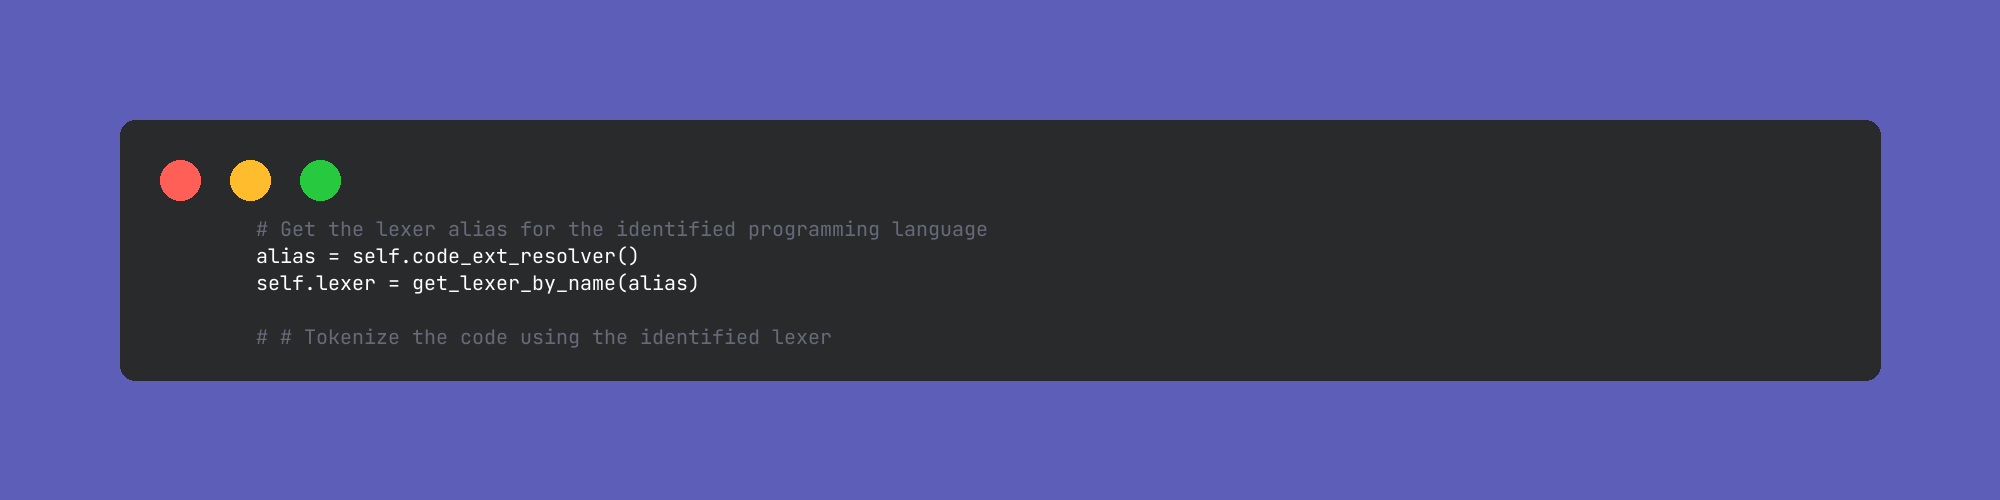 # Get the lexer alias for the identified programming language
alias = self.code_ext_resolver()
self.lexer = get_lexer_by_name(alias)
# # Tokenize the code using the identified lexer